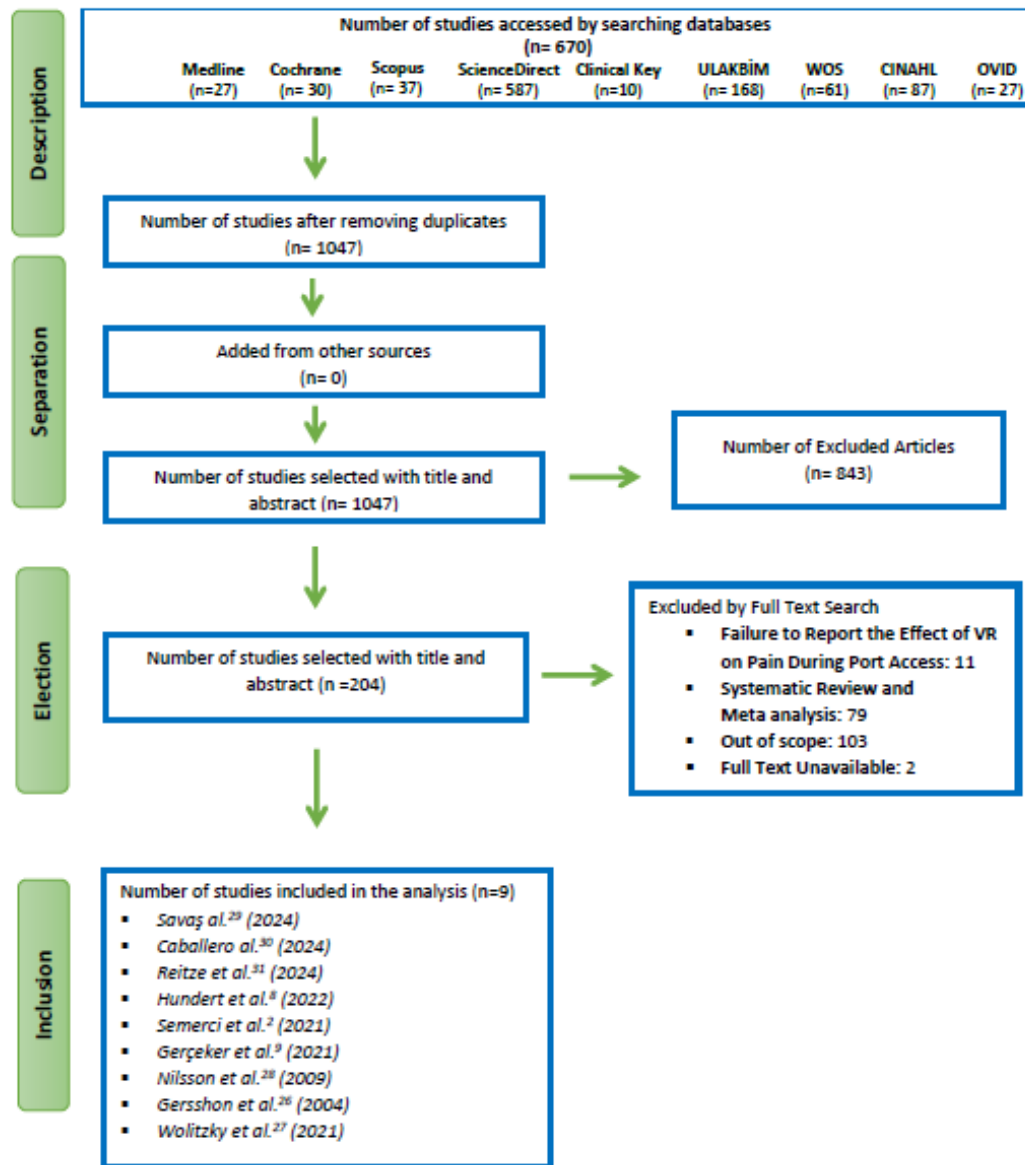 Description
Number of studies accessed by searching databases
(n= 670)
Medline Cochrane Scopus ScienceDirect Clinical Key ULAKBİM WOS CINAHL OVID
(n=27) (n= 30) (n= 37) (n= 587) (n=10) (n= 168) (n=61) (n= 87) (n= 27)
Number of studies after removing duplicates
(n= 1047)
Separation
Added from other sources
(n= 0)
Number of studies selected with title and
abstract (n= 1047)
Number of Excluded Articles
(n= 843)
Election
Number of studies selected with title and
abstract (n =204)
Excluded by Full Text Search
▪ Failure to Report the Effect of VR
on Pain During Port Access: 11
▪ Systematic Review and
Meta analysis: 79
▪ Out of scope: 103
▪ Full Text Unavailable: 2
Inclusion
Number of studies included in the analysis (n=9)
▪ Savaş al.²⁹ (2024)
▪ Caballero al.³⁰ (2024)
▪ Reitze et al.³¹ (2024)
▪ Hundert et al.⁸ (2022)
▪ Semerci et al.² (2021)
▪ Gerçeker et al.⁹ (2021)
▪ Nilsson et al.²⁸ (2009)
▪ Gersshon et al.²⁶ (2004)
▪ Wolitzky et al.²⁷ (2021)